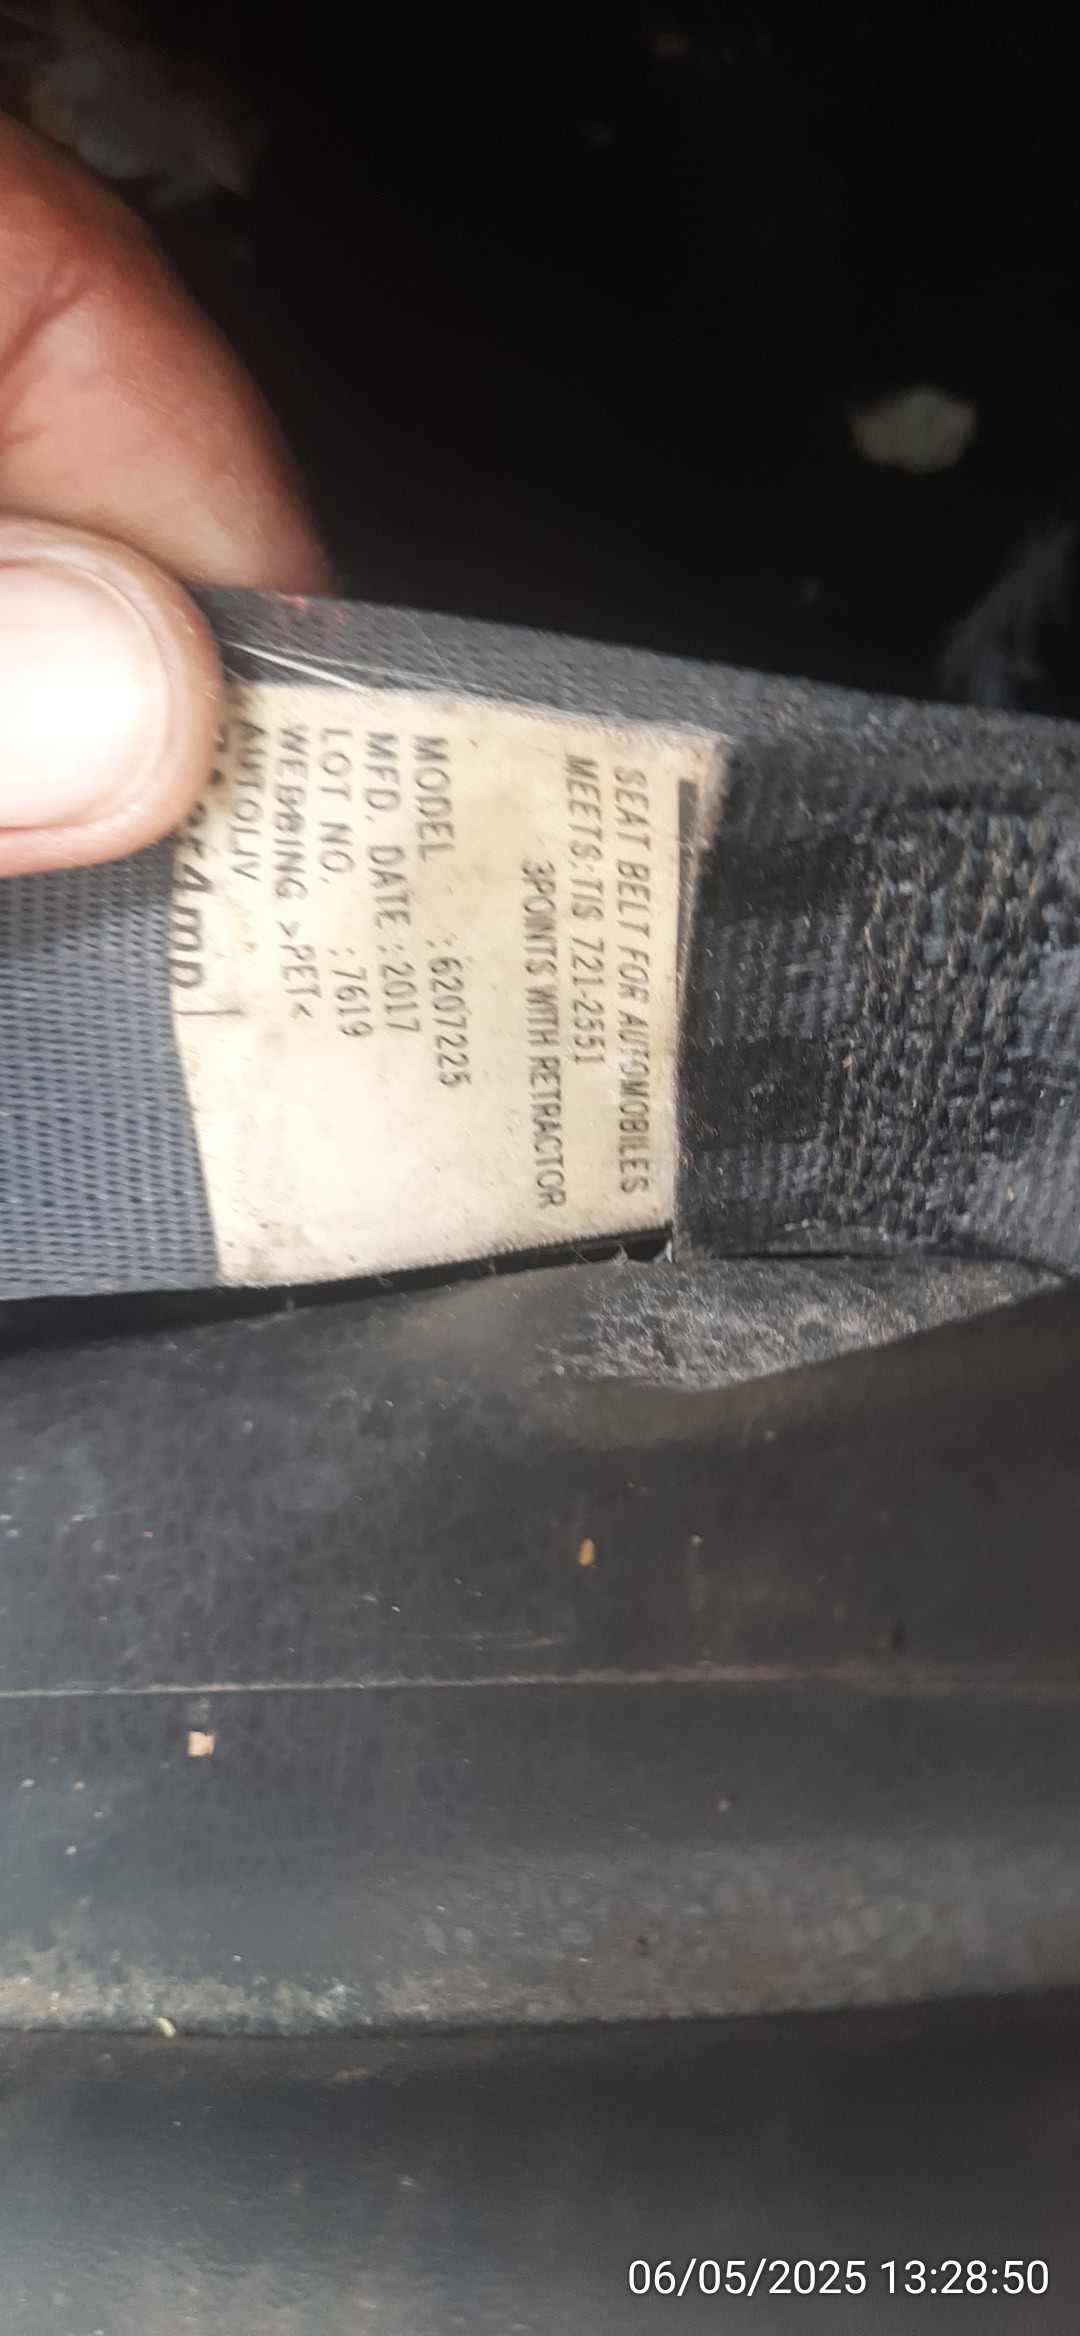 SEAT BELT FOR AUTOMOBILES
MEETS:TIS 721-2551
3POINTS WITH RETRACTOR
MODEL :6207225
MFD. DATE:2017
LOT NO. :7619
WEBBING >PET<
AUTOLIV
06/05/2025 13:28:50